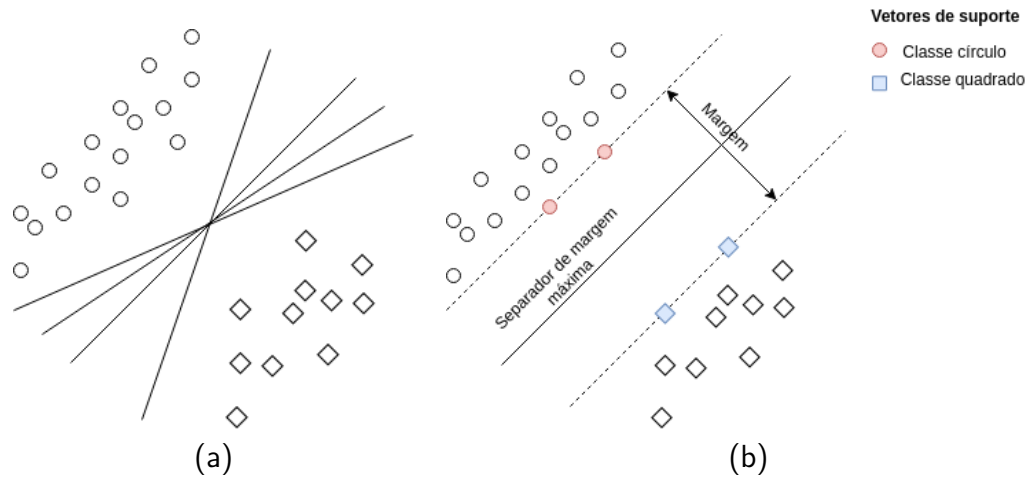 Vetores de suporte
Classe círculo
Classe quadrado
Margem
Separador de margem
máxima
(a)
(b)